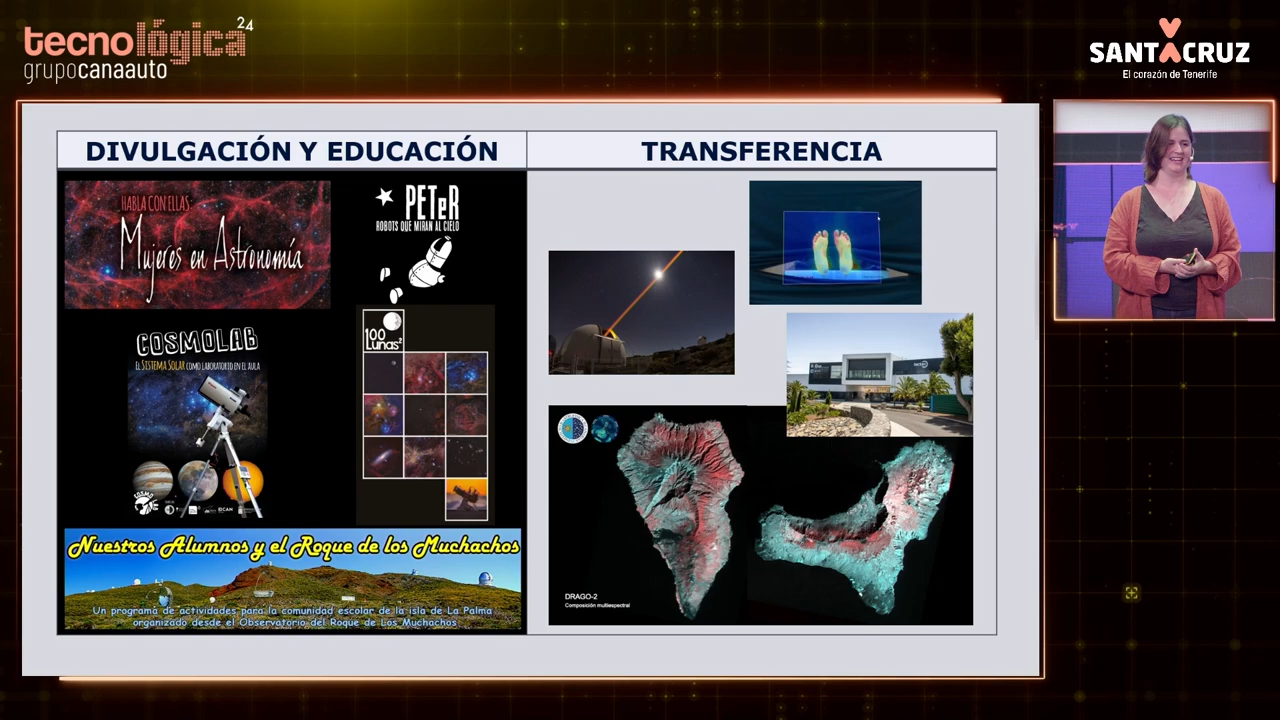 tecnológica24
grupocanaauto
SANTACRUZ
El corazón de Tenerife
DIVULGACIÓN Y EDUCACIÓN
TRANSFERENCIA
HABLA CON ELLAS:
Mujeres en Astronomía
PETeR
ROBOTS QUE MIRAN AL CIELO
COSMOLAB
EL SISTEMA SOLAR COMO LABORATORIO EN EL AULA
100
Lunas²
COSMO
Nuestros Alumnos y el Roque de los Muchachos
Un programa de actividades para la comunidad escolar de la isla de La Palma
organizado desde el Observatorio del Roque de Los Muchachos
DRAGO-2
Composición multiespectral